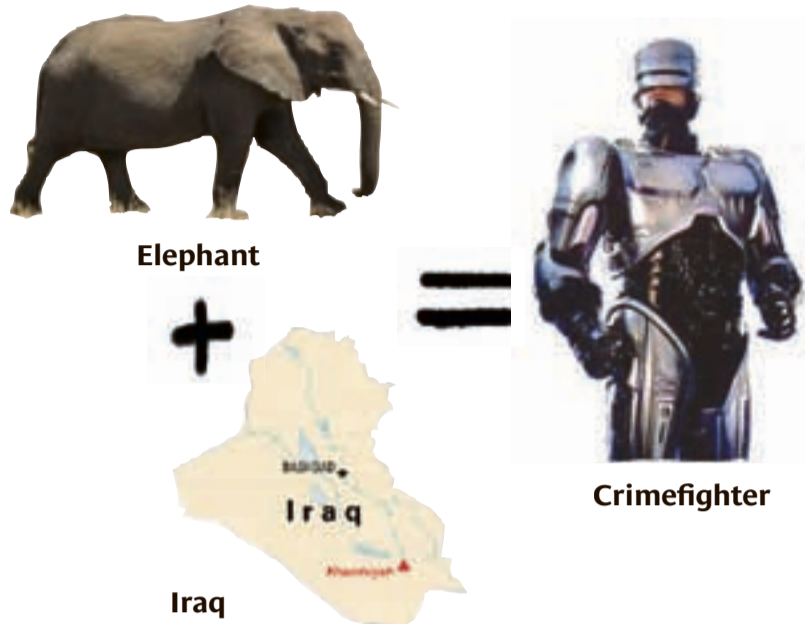 Elephant
+
=
BAGHDAD
Iraq
Crimefighter
Iraq